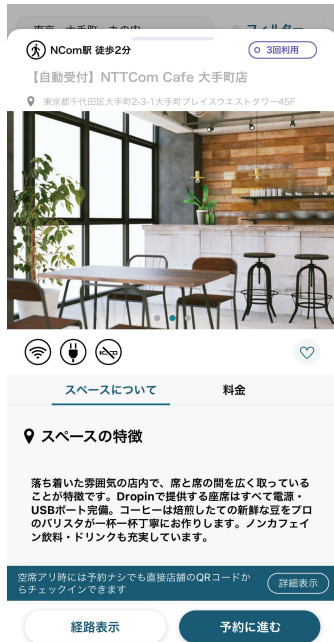 NCom駅 徒歩2分
3回利用
【自動受付】NTTCom Cafe 大手町店
東京都千代田区大手町2-3-1大手町プレイスウエストタワー45F
スペースについて
料金
スペースの特徴
落ち着いた雰囲気の店内で、席と席の間を広く取っている
ことが特徴です。Dropinで提供する座席はすべて電源・
USBポート完備。コーヒーは焙煎したての新鮮な豆をプロ
のバリスタが一杯一杯丁寧にお作りします。ノンカフェイ
ン飲料・ドリンクも充実しています。
空席アリ時には予約ナシでも直接店舗のQRコードか
らチェックインできます
詳細表示
経路表示
予約に進む